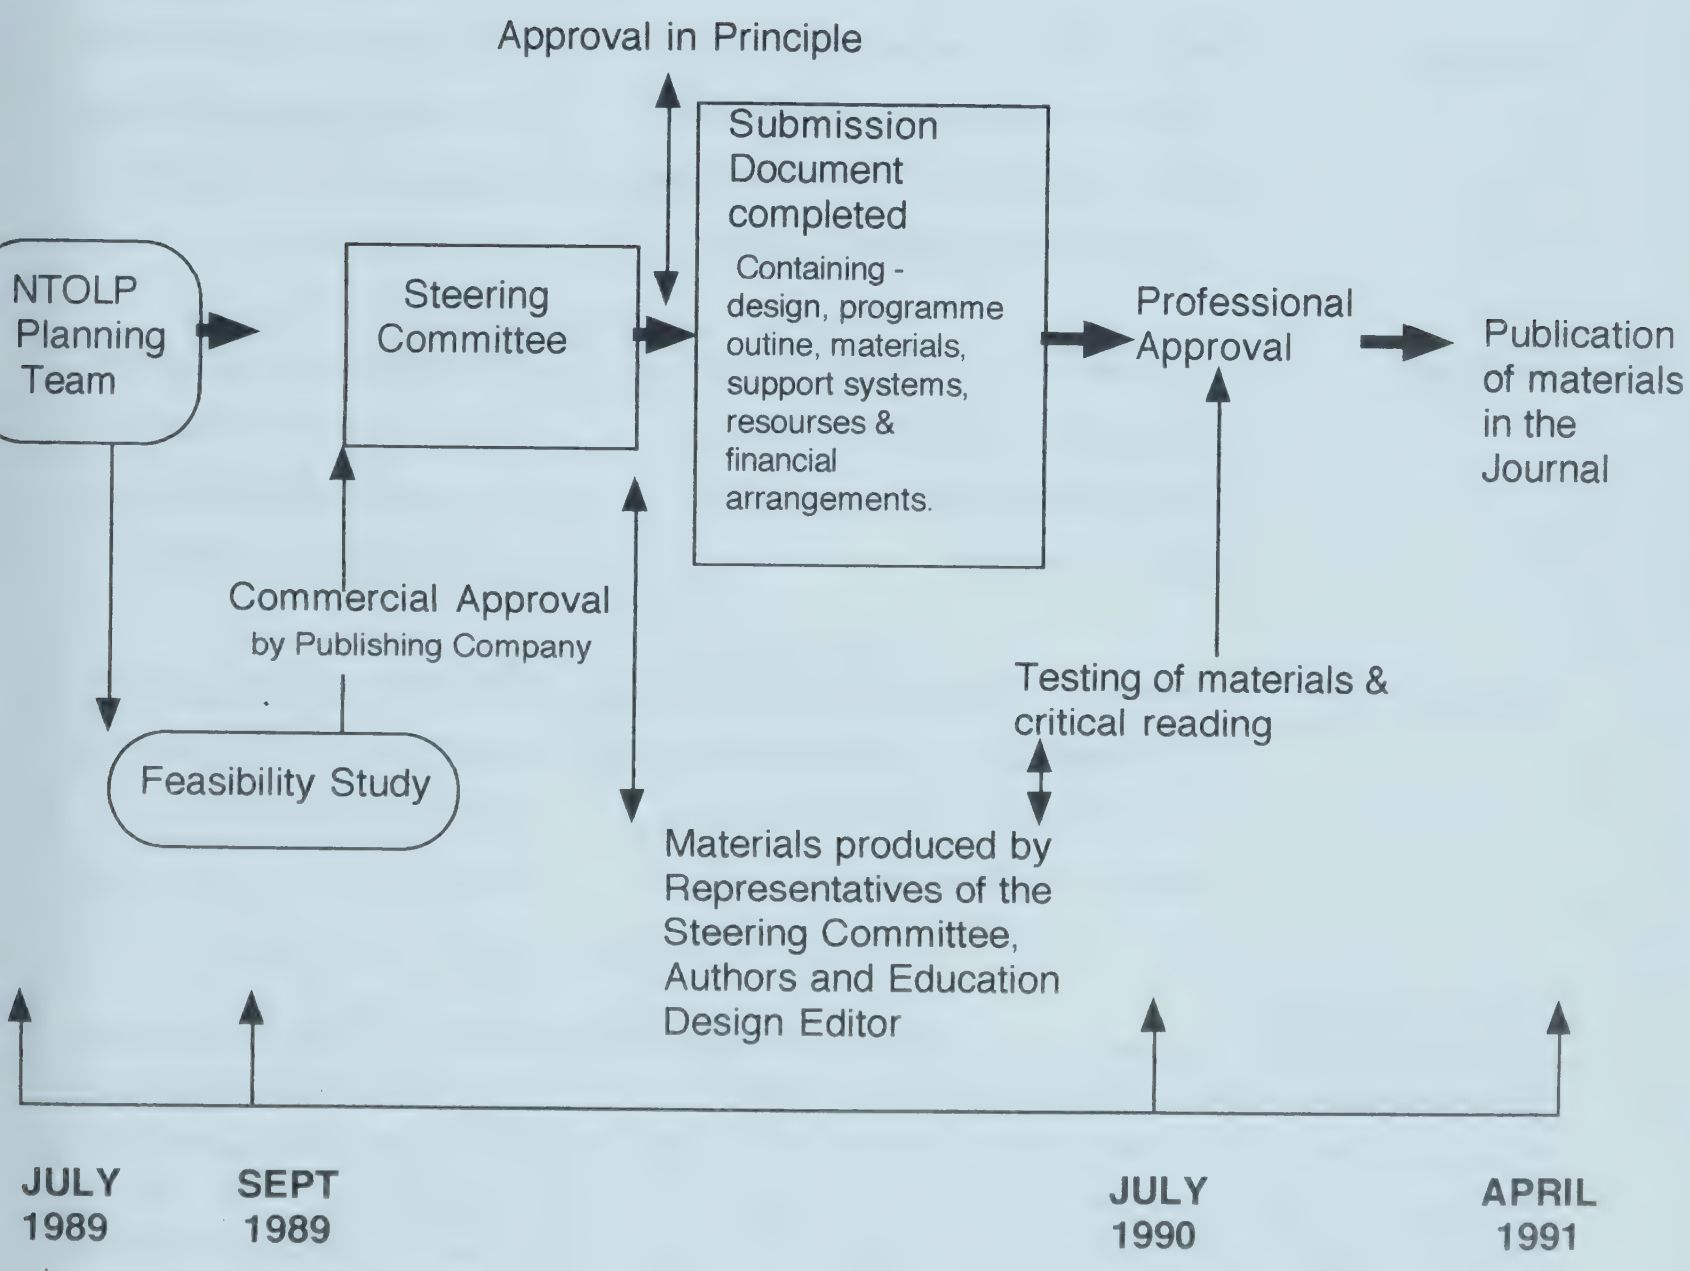 Approval in Principle
NTOLP
Planning
Team
Steering
Committee
Submission
Document
completed
Containing -
design, programme
outine, materials,
support systems,
resourses &
financial
arrangements.
Professional
Approval
Publication
of materials
in the
Journal
Commercial Approval
by Publishing Company
Feasibility Study
Testing of materials &
critical reading
Materials produced by
Representatives of the
Steering Committee,
Authors and Education
Design Editor
JULY
1989
SEPT
1989
JULY
1990
APRIL
1991